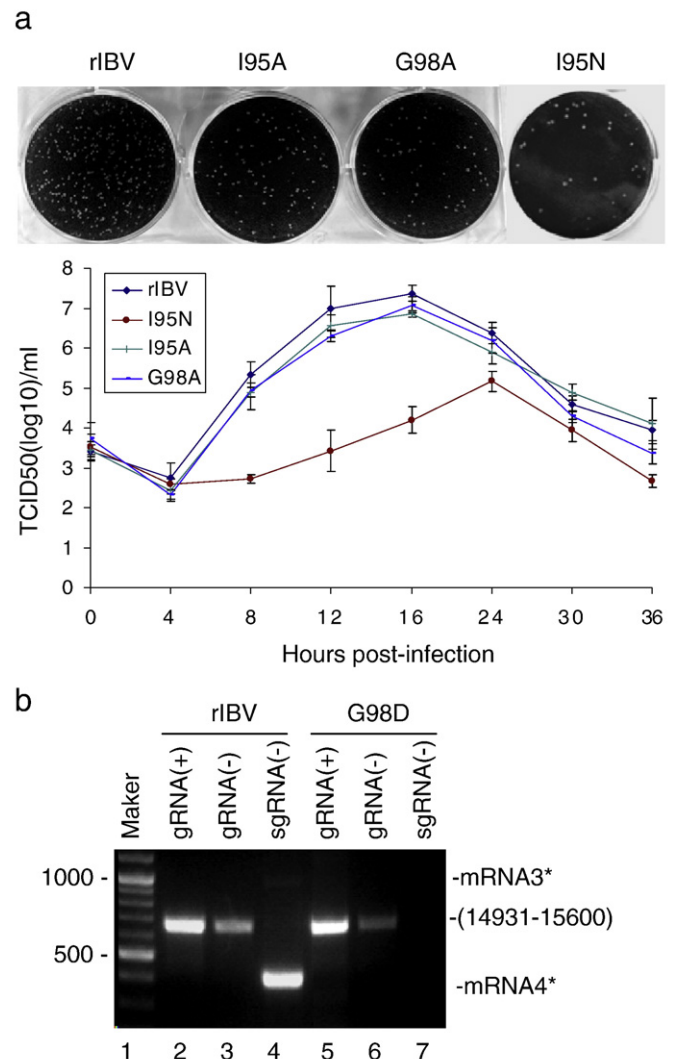 a
rIBV I95A G98A I95N
8
7
6
5
4
3
2
1
0
TCID50(log10)/ml
rIBV
I95N
I95A
G98A
0 4 8 12 16 24 30 36
Hours post-infection
b
rIBV G98D
Maker gRNA(+) gRNA(-) sgRNA(-) gRNA(+) gRNA(-) sgRNA(-)
1000 -
500 -
-mRNA3*
-(14931-15600)
-mRNA4*
1 2 3 4 5 6 7